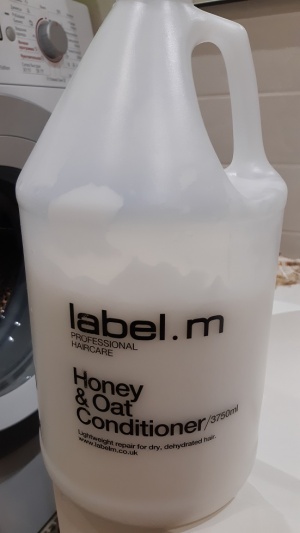 label.m
PROFESSIONAL
HAIRCARE
Honey
& Oat
Conditioner/3750ml
Lightweight repair for dry, dehydrated hair.
www.labelm.co.uk